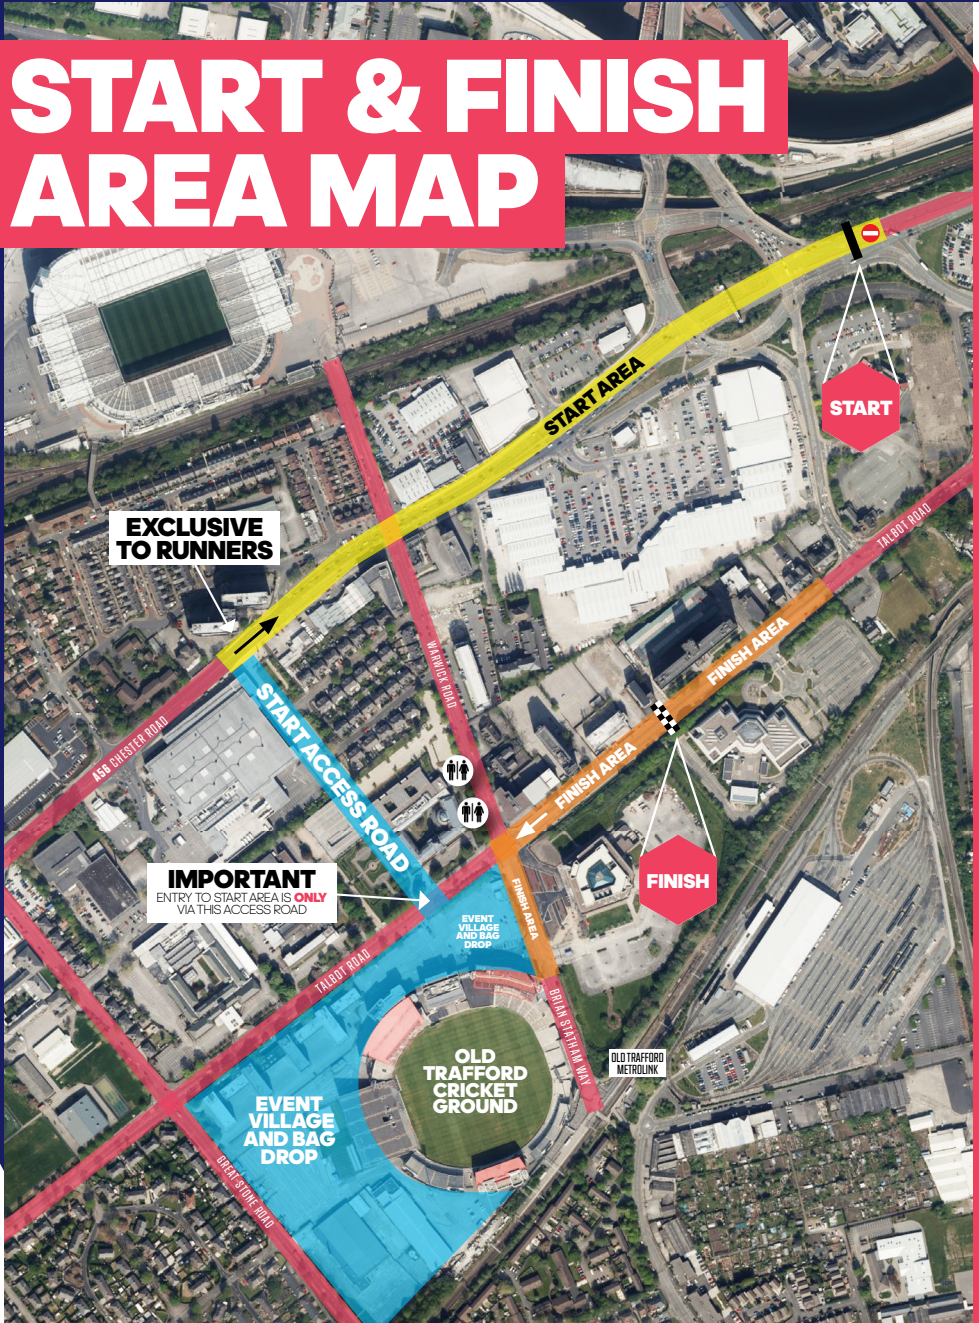 START & FINISH
AREA MAP
START AREA
START
TALBOT ROAD
EXCLUSIVE
TO RUNNERS
FINISH AREA
WARWICK ROAD
START ACCESS ROAD
A56 CHESTER ROAD
FINISH AREA
IMPORTANT
ENTRY TO START AREA IS ONLY
VIA THIS ACCESS ROAD
FINISH
FINISH AREA
EVENT
VILLAGE
AND BAG
DROP
TALBOT ROAD
BRIAN STATHAM WAY
OLD TRAFFORD
METROLINK
OLD
TRAFFORD
CRICKET
GROUND
EVENT
VILLAGE
AND BAG
DROP
GREAT STONE ROAD